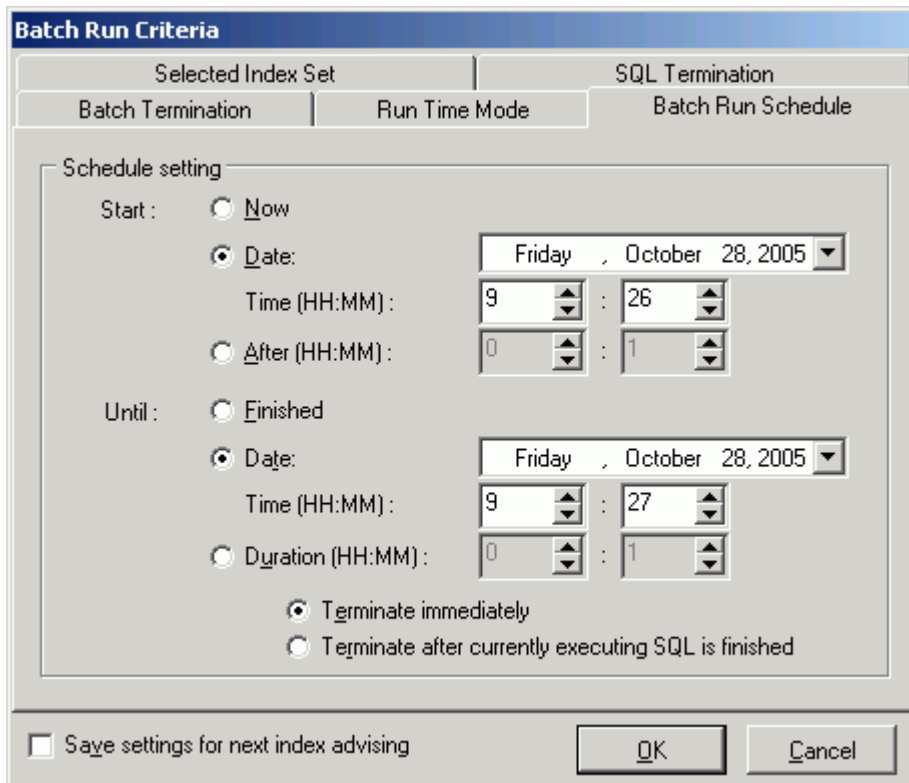 Batch Run Criteria
Selected Index Set SQL Termination
Batch Termination Run Time Mode Batch Run Schedule
Schedule setting
Start : Now
Date: Friday , October 28, 2005
Time (HH:MM) : 9 : 26
After (HH:MM) : 0 : 1
Until : Finished
Date: Friday , October 28, 2005
Time (HH:MM) : 9 : 27
Duration (HH:MM) : 0 : 1
Terminate immediately
Terminate after currently executing SQL is finished
Save settings for next index advising OK Cancel